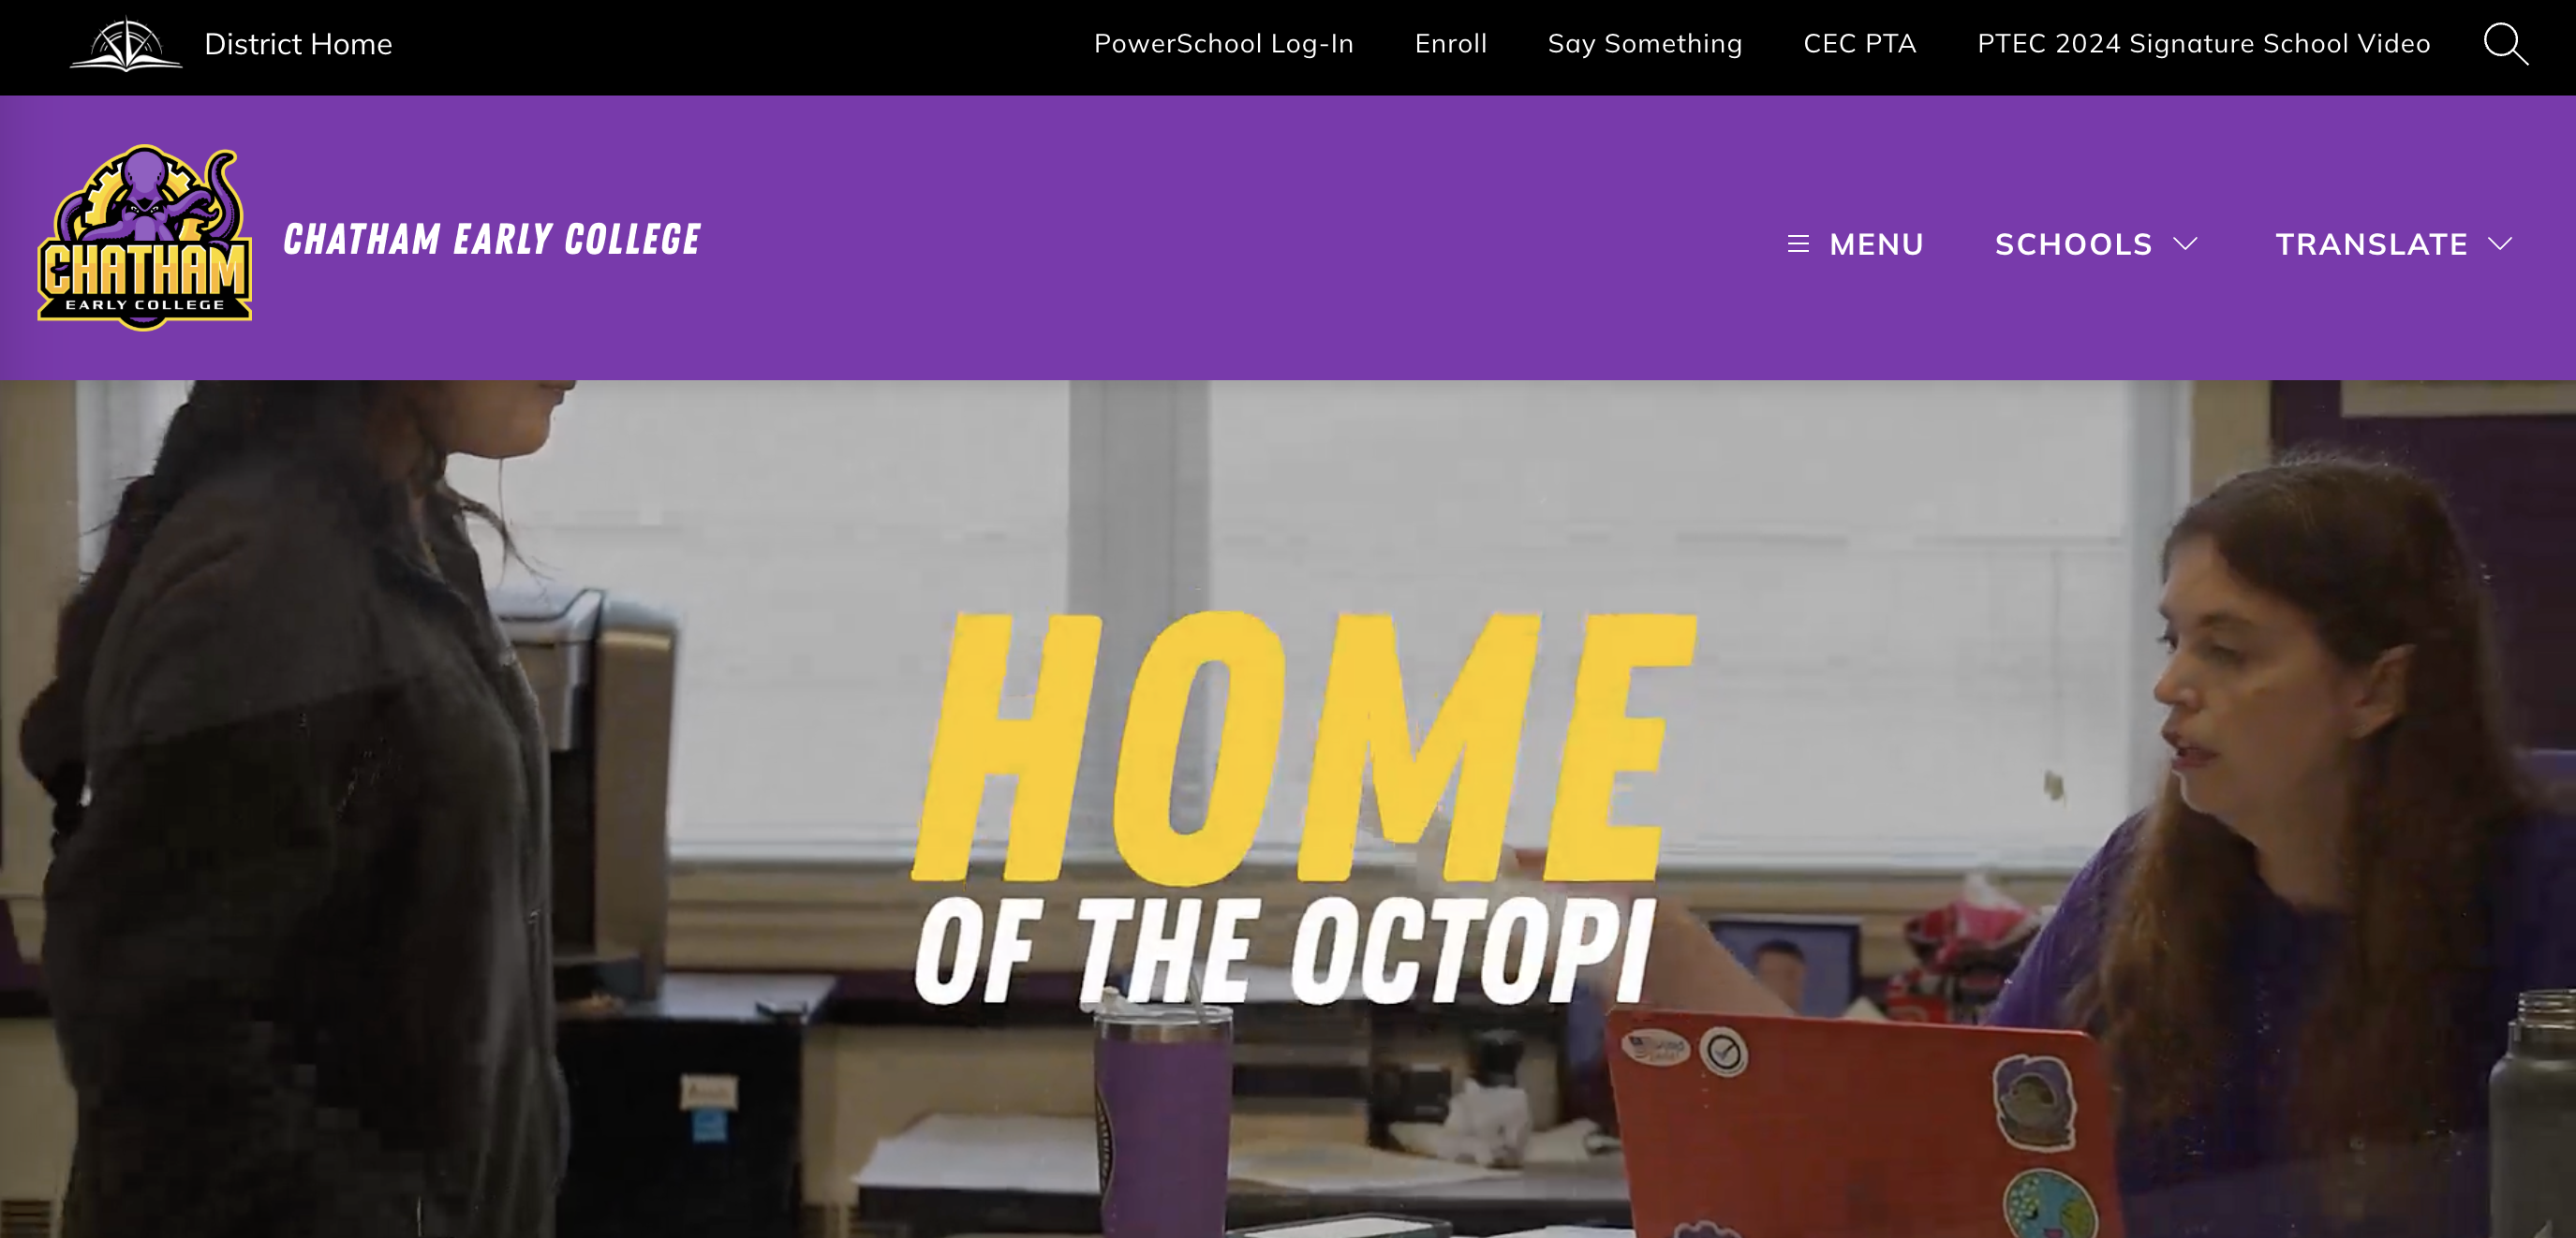 District Home
PowerSchool Log-In
Enroll
Say Something
CEC PTA
PTEC 2024 Signature School Video
CHATHAM
EARLY COLLEGE
CHATHAM EARLY COLLEGE
MENU
SCHOOLS
TRANSLATE
HOME
OF THE OCTOPI